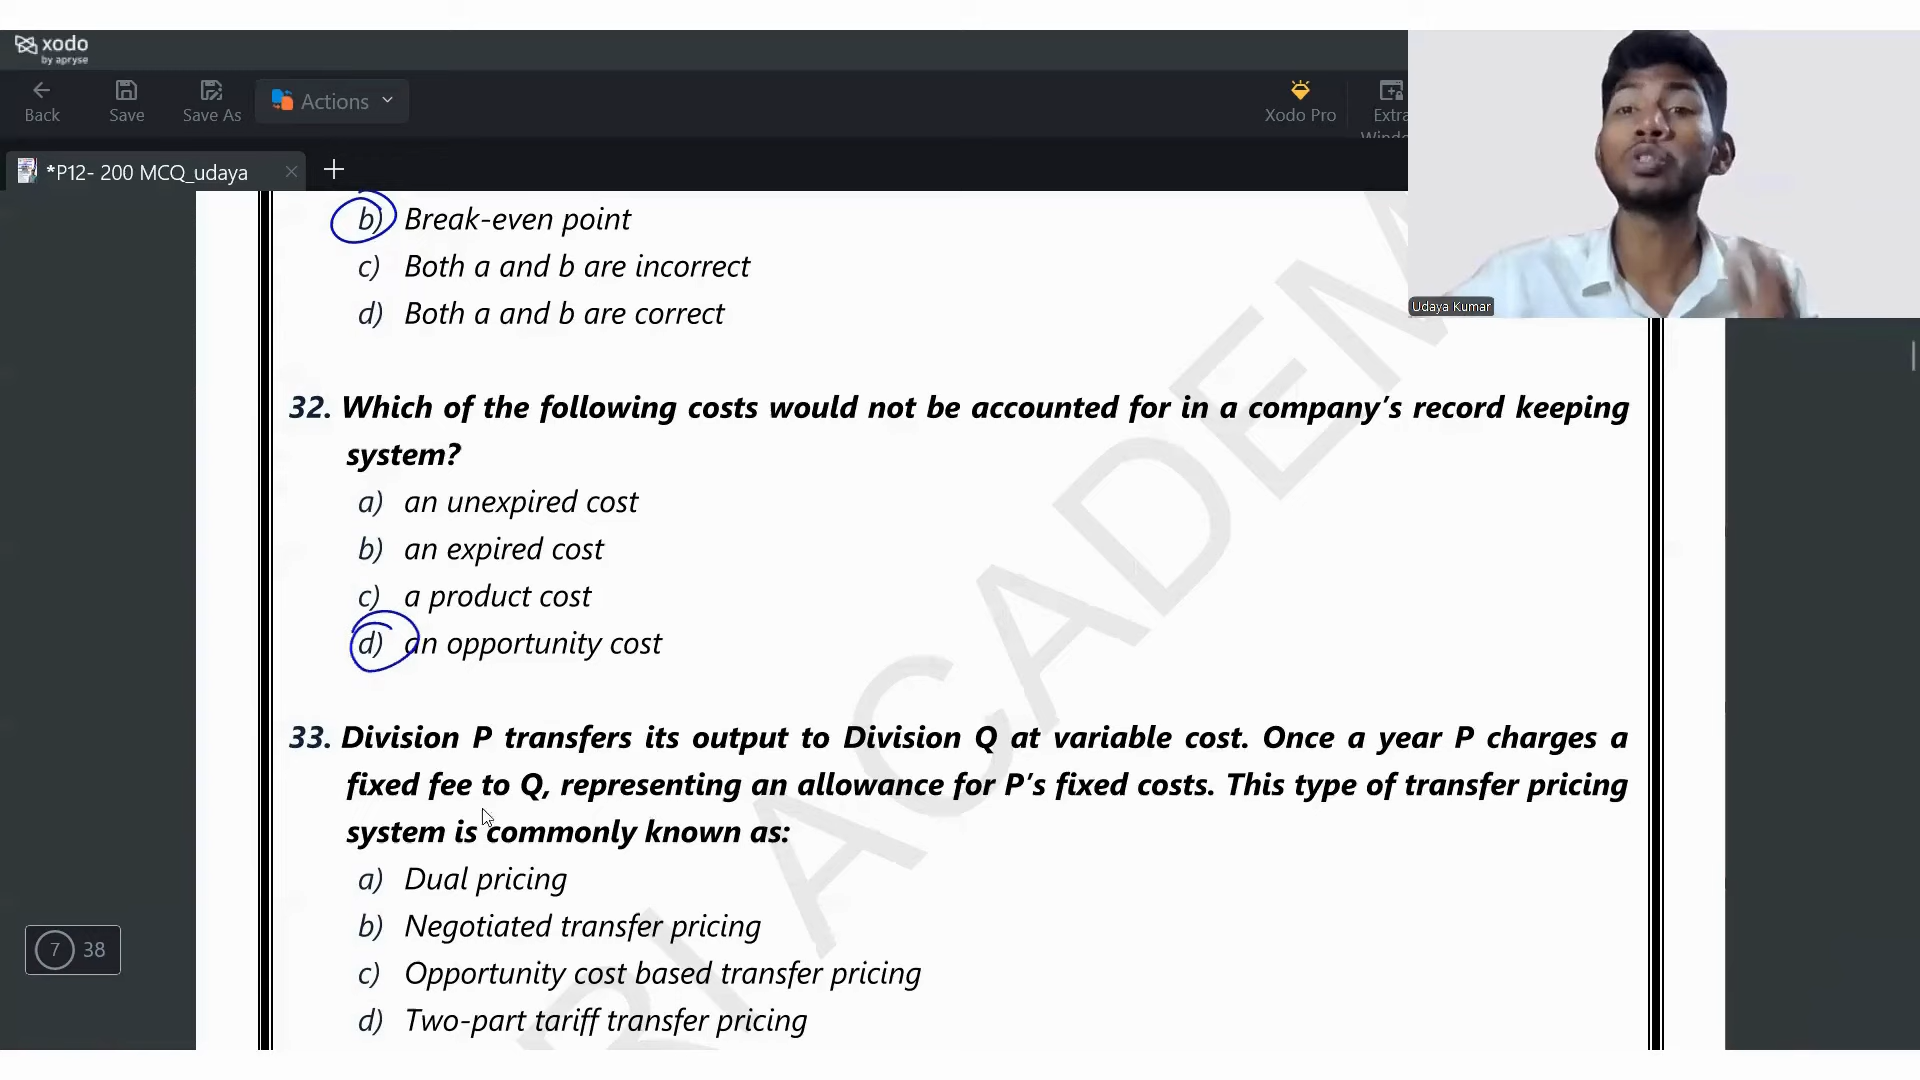 xodo
by apryse
Back
Save
Save As
Actions
Xodo Pro
Extra
*P12- 200 MCQ_udaya
Udaya Kumar
b) Break-even point
c) Both a and b are incorrect
d) Both a and b are correct
32. Which of the following costs would not be accounted for in a company's record keeping
system?
a) an unexpired cost
b) an expired cost
c) a product cost
d) an opportunity cost
33. Division P transfers its output to Division Q at variable cost. Once a year P charges a
fixed fee to Q, representing an allowance for P's fixed costs. This type of transfer pricing
system is commonly known as:
a) Dual pricing
b) Negotiated transfer pricing
c) Opportunity cost based transfer pricing
d) Two-part tariff transfer pricing
7 38
RI ACADEM